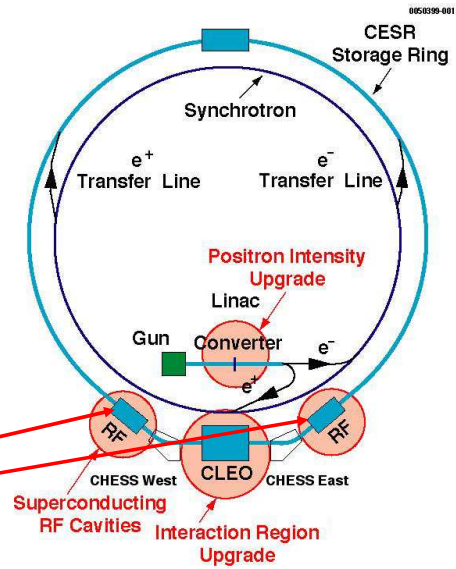 0050399-001
CESR
Storage Ring
Synchrotron
e+
Transfer Line
e−
Transfer Line
Positron Intensity
Upgrade
Linac
Gun
Converter
e−
e+
RF
RF
CLEO
CHESS West
CHESS East
Superconducting
RF Cavities
Interaction Region
Upgrade